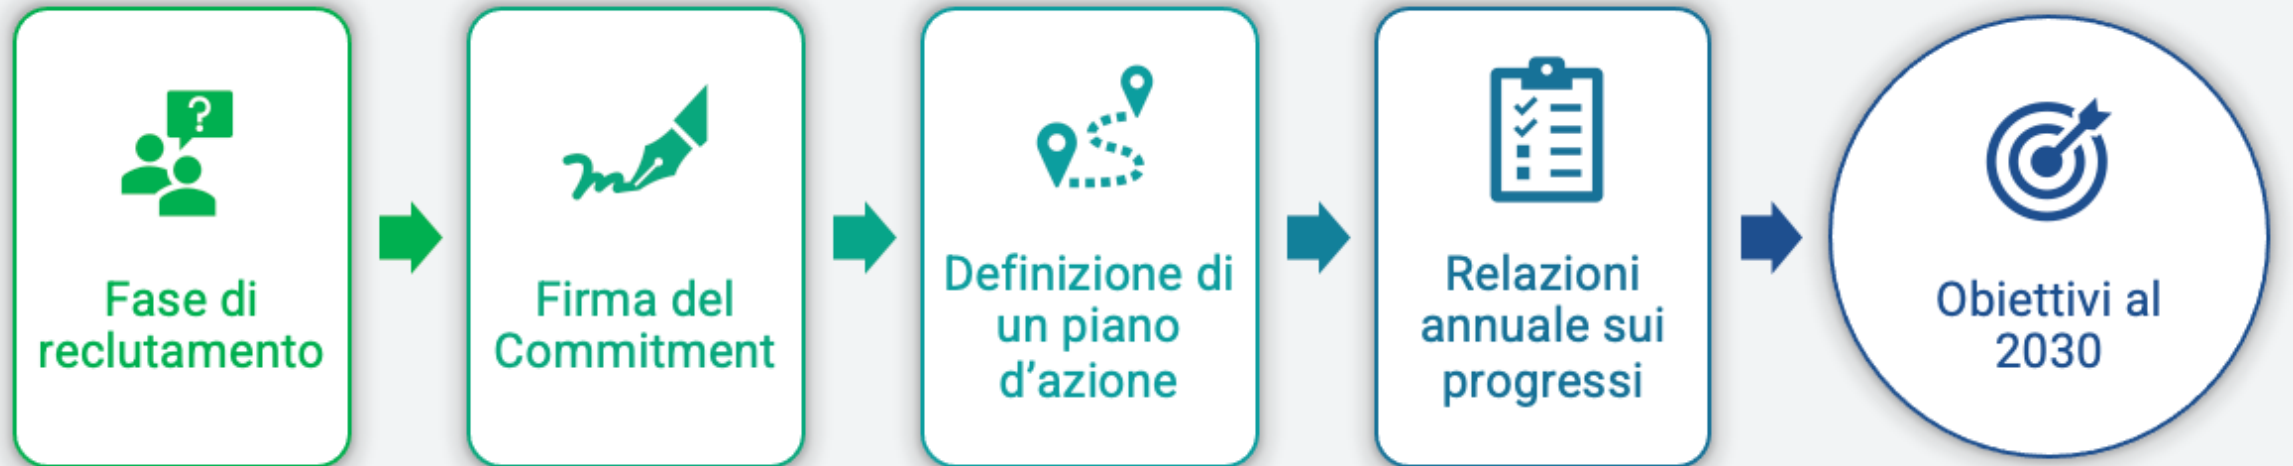 ?
Fase di
reclutamento
Firma del
Commitment
Definizione di
un piano
d’azione
Relazioni
annuale sui
progressi
Obiettivi al
2030